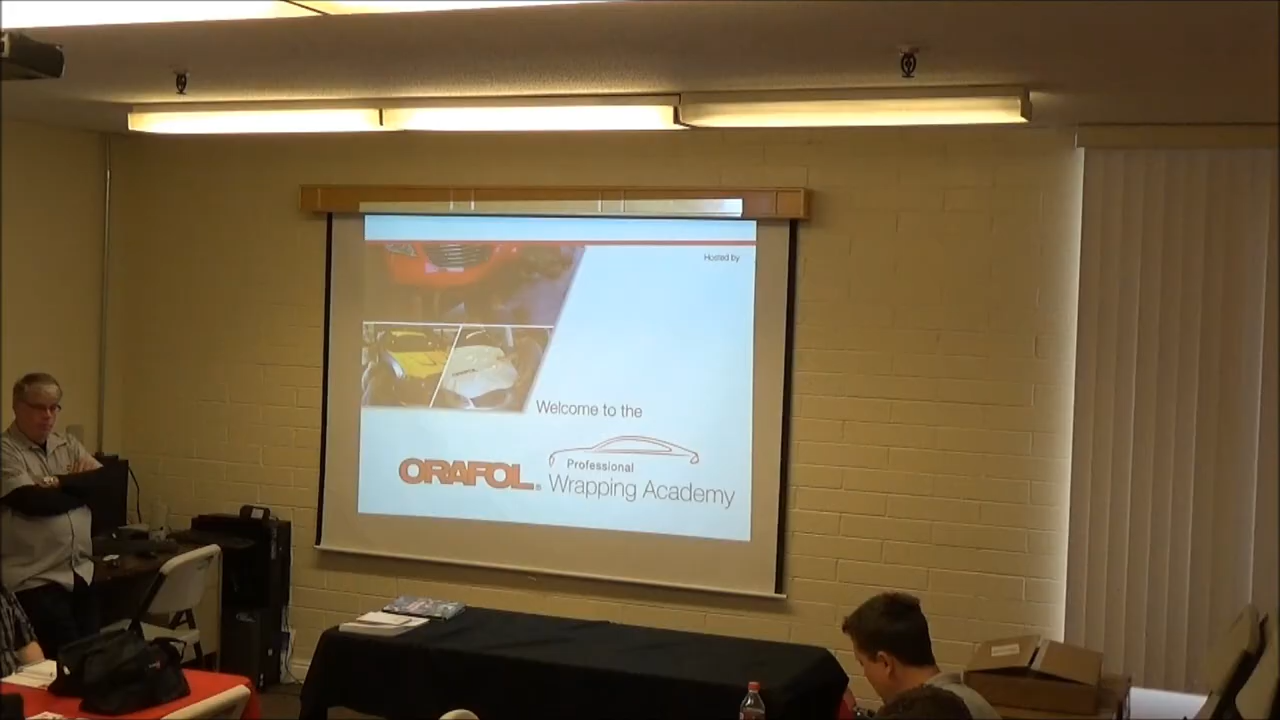 Hosted by
Welcome to the
ORAFOL® Professional
Wrapping Academy